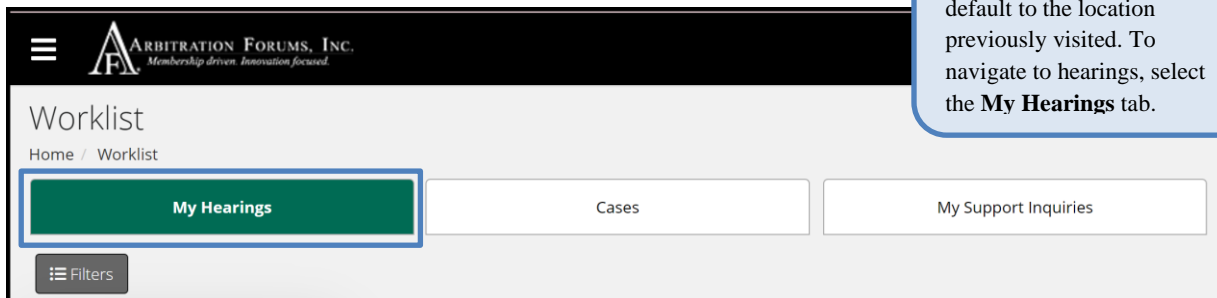 default to the location
previously visited. To
navigate to hearings, select
the My Hearings tab.
ARBITRATION FORUMS, INC.
Membership driven. Innovation focused.
AF
Worklist
Home / Worklist
My Hearings
Cases
My Support Inquiries
Filters